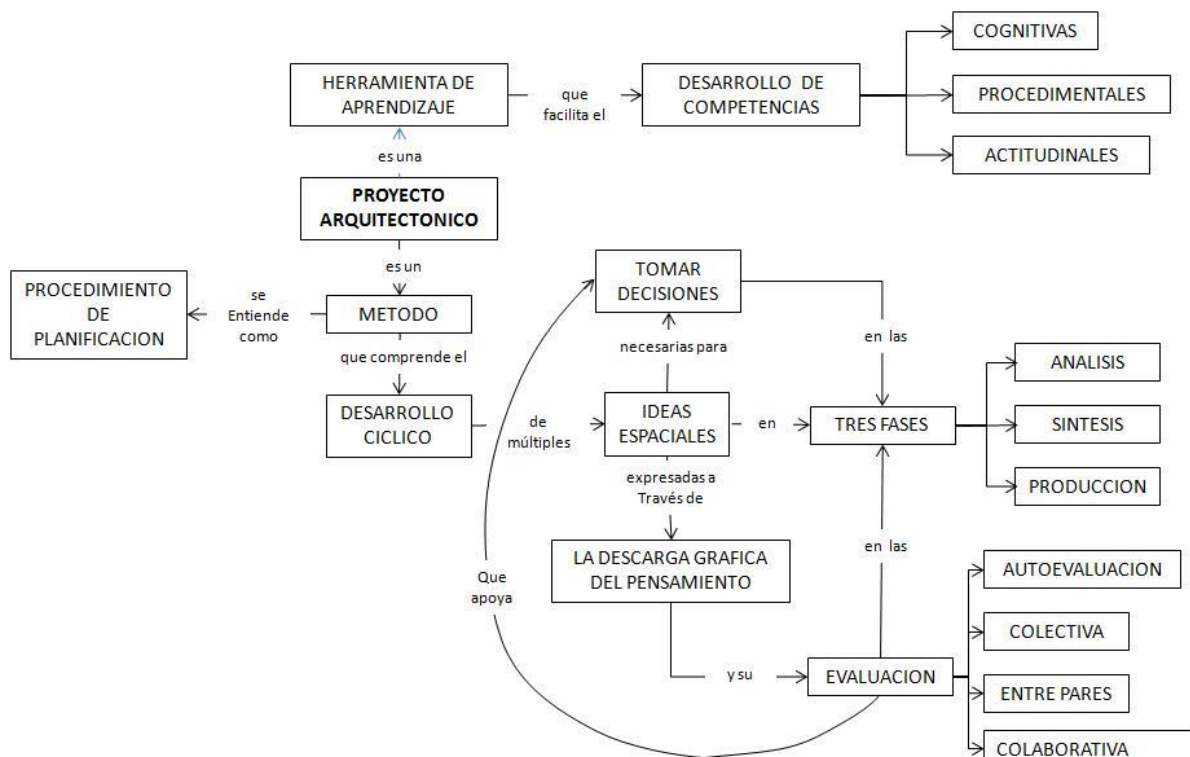 COGNITIVAS
HERRAMIENTA DE
APRENDIZAJE
que
facilita el
DESARROLLO DE
COMPETENCIAS
PROCEDIMENTALES
ACTITUDINALES
es una
PROYECTO
ARQUITECTONICO
es un
PROCEDIMIENTO
DE
PLANIFICACION
se
Entiende
como
METODO
que comprende el
DESARROLLO
CICLICO
de
múltiples
TOMAR
DECISIONES
necesarias para
IDEAS
ESPACIALES
en
en las
TRES FASES
ANALISIS
SINTESIS
PRODUCCION
expresadas a
Través de
LA DESCARGA GRAFICA
DEL PENSAMIENTO
en las
Que
apoya
y su
EVALUACION
AUTOEVALUACION
COLECTIVA
ENTRE PARES
COLABORATIVA